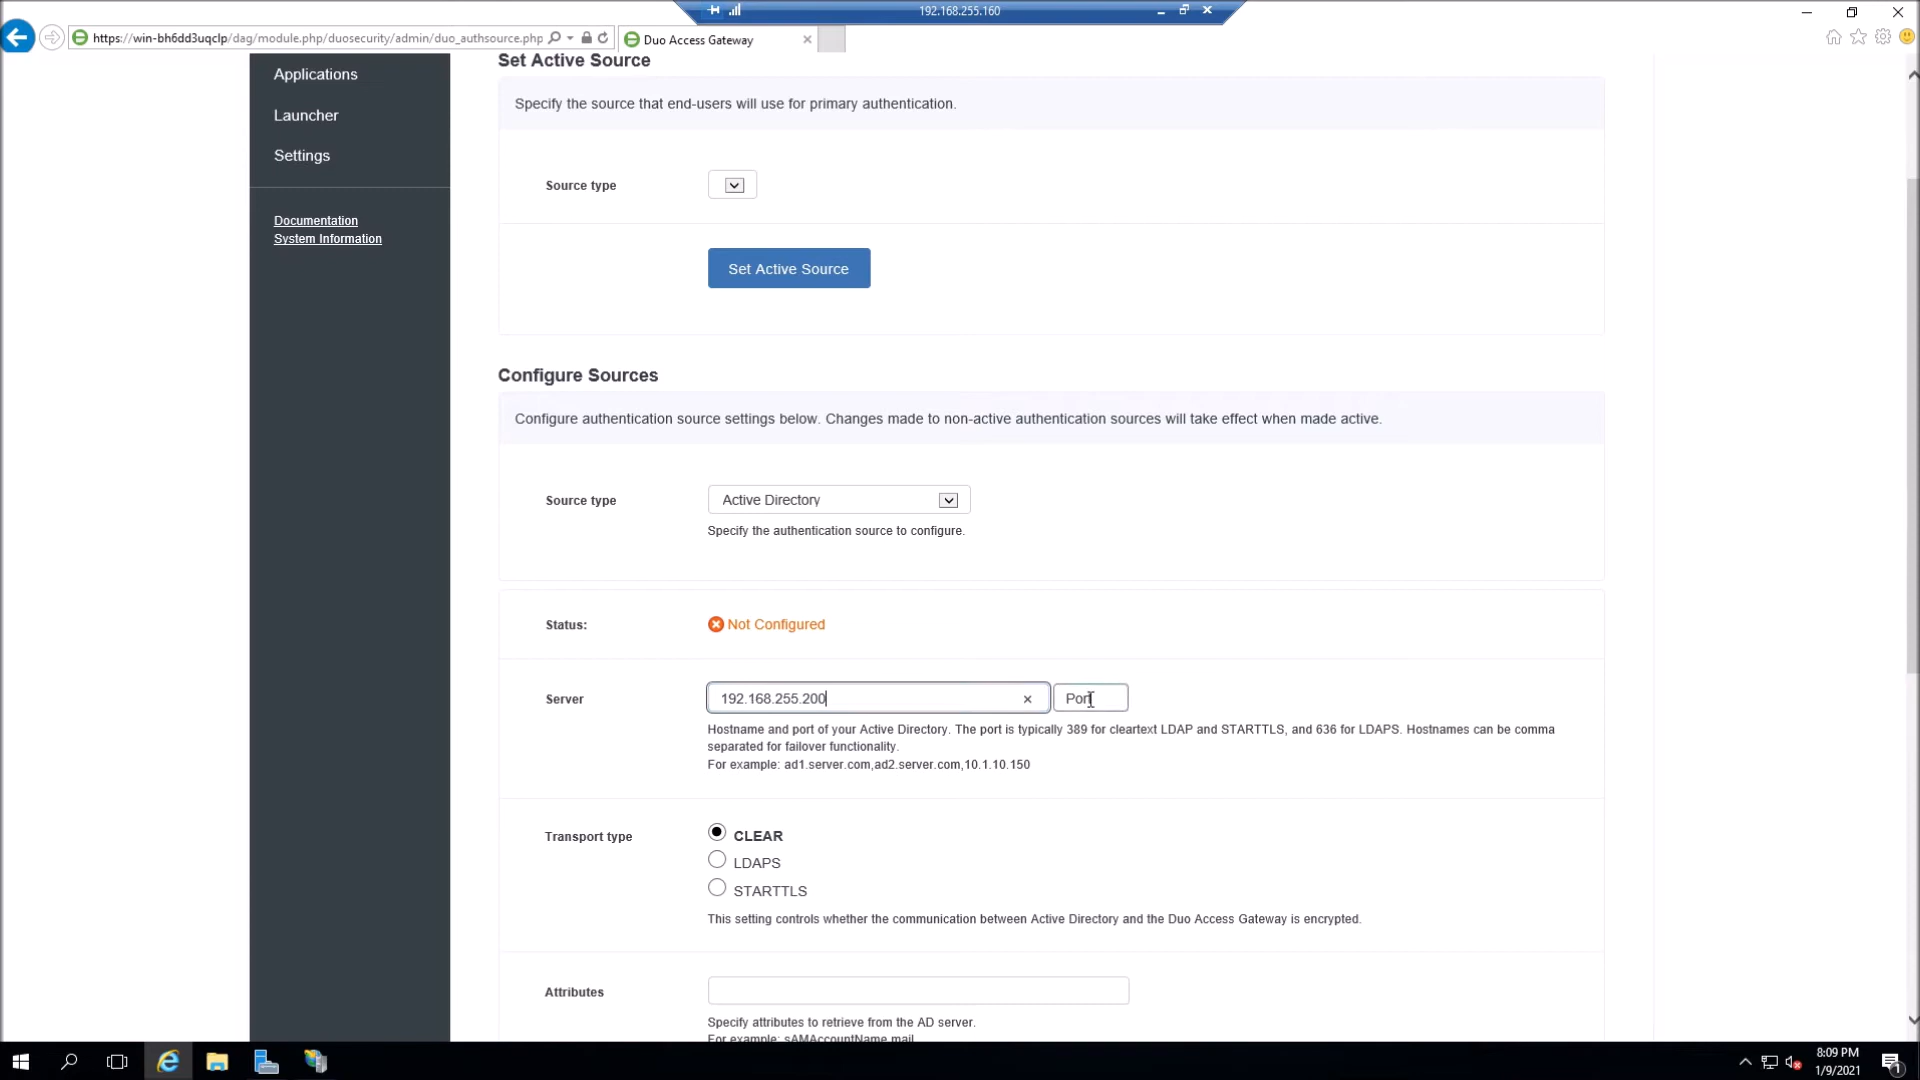 192.168.255.160
https://win-bh6dd3uqclp/dag/module.php/duosecurity/admin/duo_authsource.php
Duo Access Gateway
Applications
Launcher
Settings
Documentation
System Information
Set Active Source
Specify the source that end-users will use for primary authentication.
Source type
Set Active Source
Configure Sources
Configure authentication source settings below. Changes made to non-active authentication sources will take effect when made active.
Source type
Active Directory
Specify the authentication source to configure.
Status:
Not Configured
Server
192.168.255.200
Port
Hostname and port of your Active Directory. The port is typically 389 for cleartext LDAP and STARTTLS, and 636 for LDAPS. Hostnames can be comma
separated for failover functionality.
For example: ad1.server.com,ad2.server.com,10.1.10.150
Transport type
CLEAR
LDAPS
STARTTLS
This setting controls whether the communication between Active Directory and the Duo Access Gateway is encrypted.
Attributes
Specify attributes to retrieve from the AD server.
For example: sAMAccountName,mail
8:09 PM
1/9/2021
1